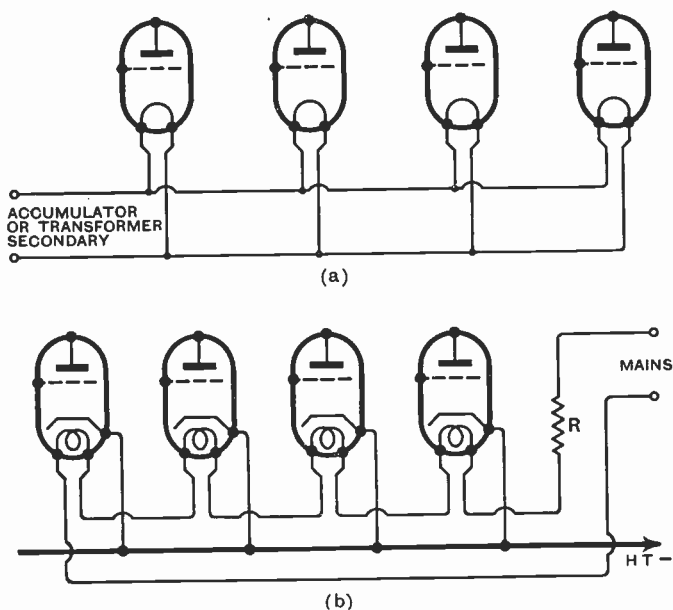 ACCUMULATOR
OR TRANSFORMER
SECONDARY
(a)
MAINS
R
HT-
(b)